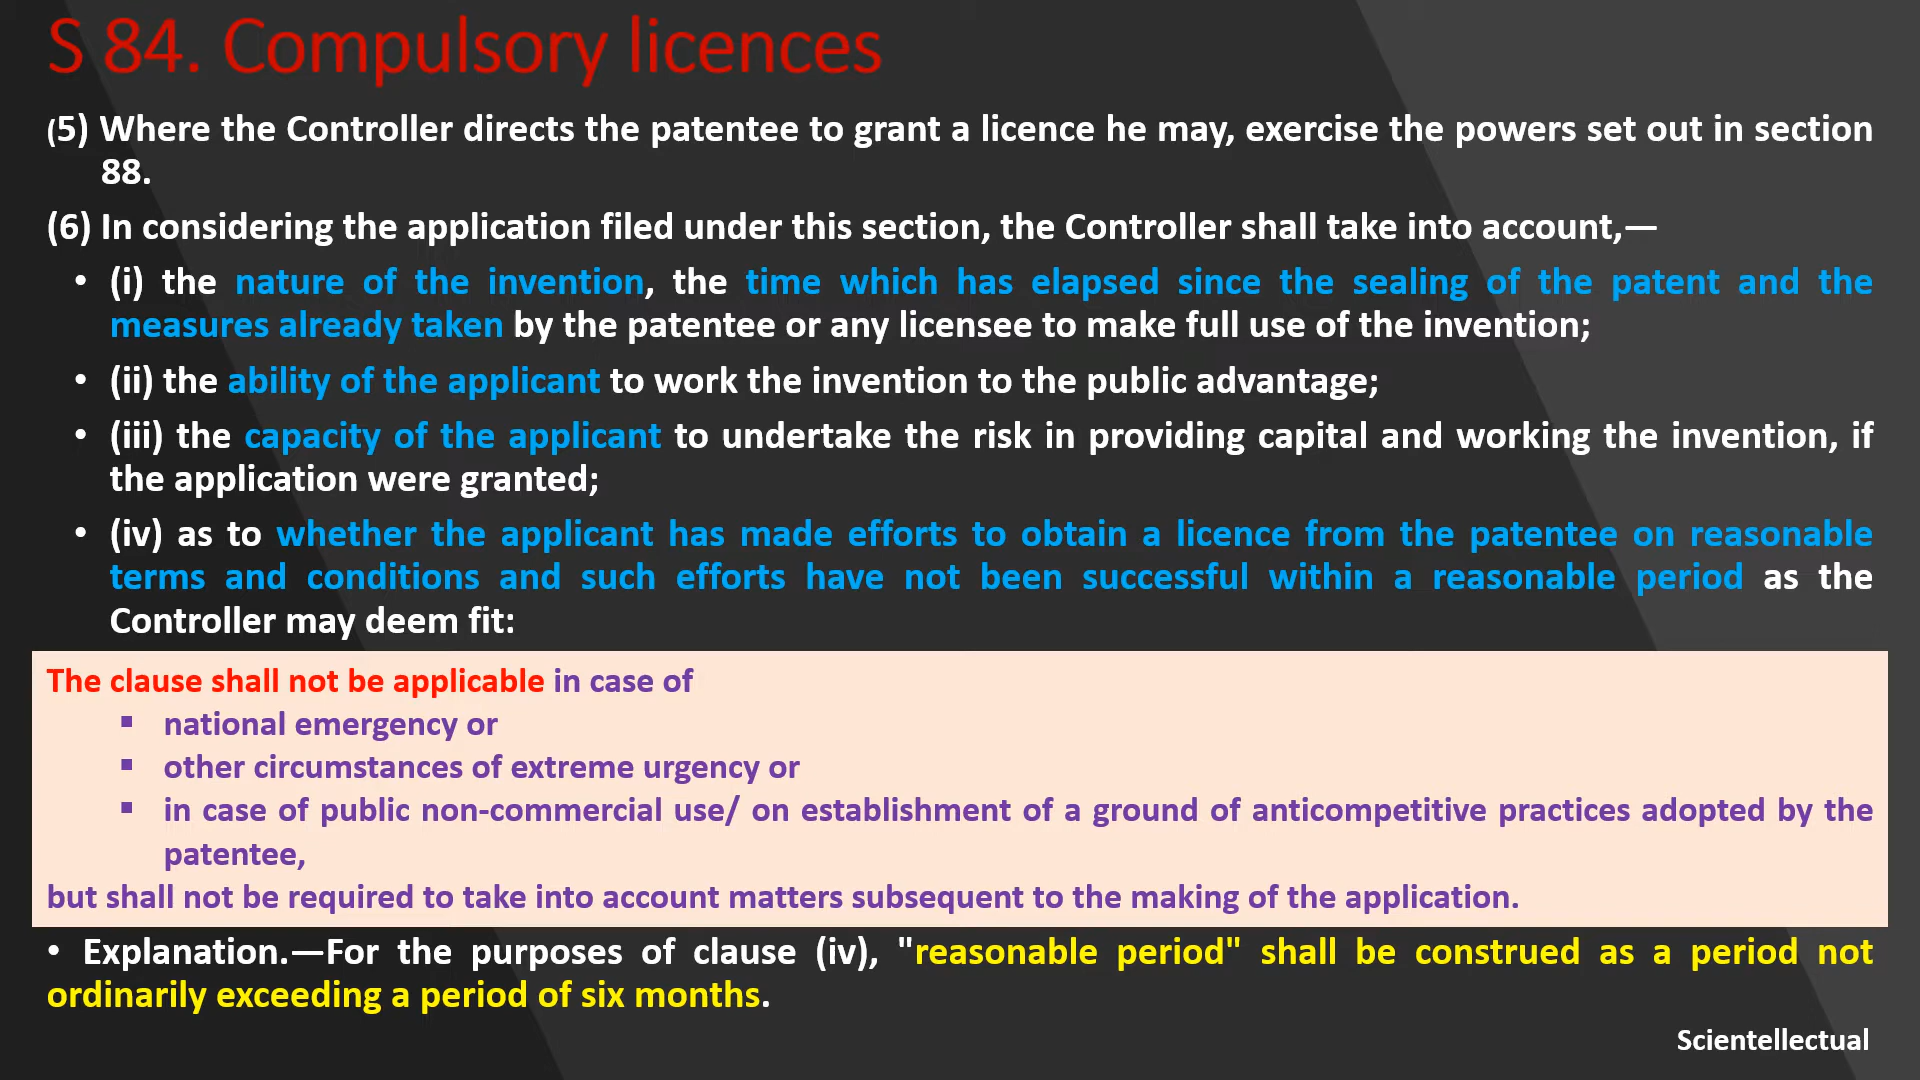 S 84. Compulsory licences
(5) Where the Controller directs the patentee to grant a licence he may, exercise the powers set out in section
88.
(6) In considering the application filed under this section, the Controller shall take into account,—
• (i) the nature of the invention, the time which has elapsed since the sealing of the patent and the
measures already taken by the patentee or any licensee to make full use of the invention;
• (ii) the ability of the applicant to work the invention to the public advantage;
• (iii) the capacity of the applicant to undertake the risk in providing capital and working the invention, if
the application were granted;
• (iv) as to whether the applicant has made efforts to obtain a licence from the patentee on reasonable
terms and conditions and such efforts have not been successful within a reasonable period as the
Controller may deem fit:
The clause shall not be applicable in case of
▪ national emergency or
▪ other circumstances of extreme urgency or
▪ in case of public non-commercial use/ on establishment of a ground of anticompetitive practices adopted by the
patentee,
but shall not be required to take into account matters subsequent to the making of the application.
• Explanation.—For the purposes of clause (iv), "reasonable period" shall be construed as a period not
ordinarily exceeding a period of six months.
Scientellectual